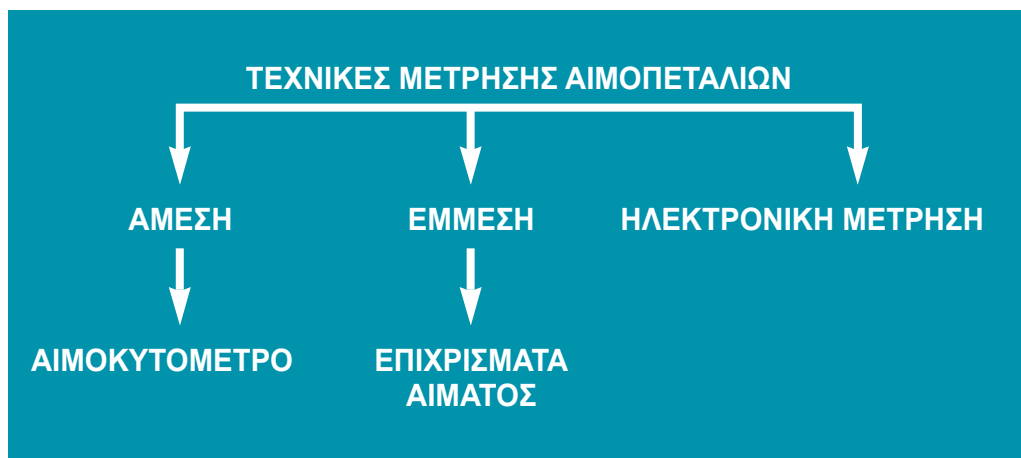 ΤΕΧΝΙΚΕΣ ΜΕΤΡΗΣΗΣ ΑΙΜΟΠΕΤΑΛΙΩΝ
ΑΜΕΣΗ
ΕΜΜΕΣΗ
ΗΛΕΚΤΡΟΝΙΚΗ ΜΕΤΡΗΣΗ
ΑΙΜΟΚΥΤΟΜΕΤΡΟ
ΕΠΙΧΡΙΣΜΑΤΑ
ΑΙΜΑΤΟΣ